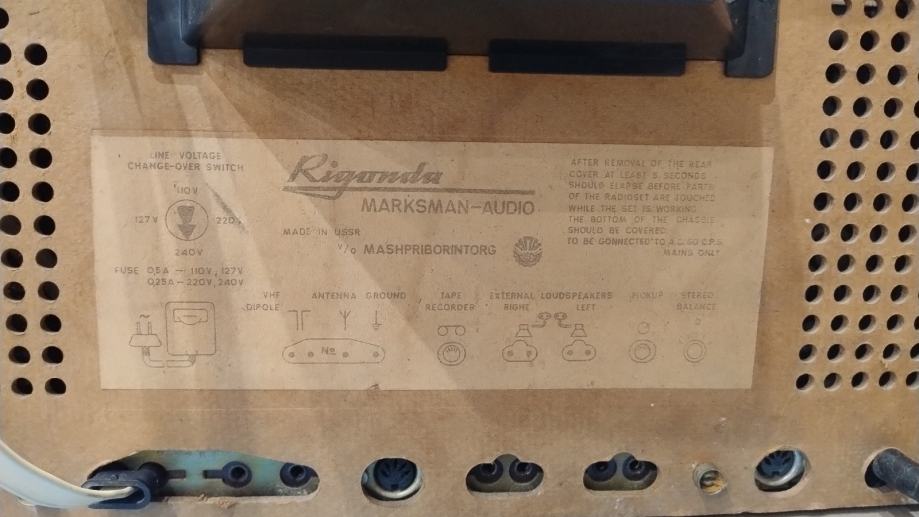 LINE VOLTAGE
CHANGE-OVER SWITCH
110V
127V
220V
240V
FUSE 0,5A — 110V, 127V
0,25A — 220V, 240V
Rigonda
MARKSMAN-AUDIO
MADE IN USSR
V/O MASHPRIBORINTORG
AFTER REMOVAL OF THE REAR
COVER AT LEAST 5 SECONDS
SHOULD ELAPSE BEFORE PARTS
OF THE RADIOSET ARE TOUCHED
WHILE THE SET IS WORKING
THE BOTTOM OF THE CHASSIS
SHOULD BE COVERED
TO BE CONNECTED TO A.C. 50 C.P.S.
MAINS ONLY
VHF
DIPOLE
ANTENNA GROUND
TAPE
RECORDER
EXTERNAL LOUDSPEAKERS
RIGHT LEFT
PICKUP
STEREO
BALANCE
No